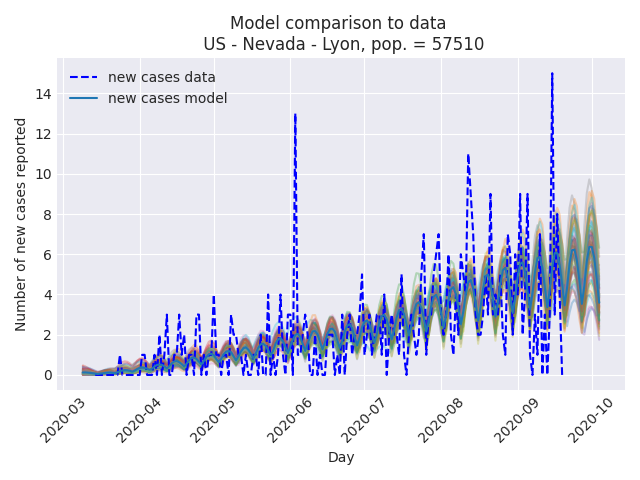 Model comparison to data
US - Nevada - Lyon, pop. = 57510
new cases data
new cases model
Number of new cases reported
14
12
10
8
6
4
2
0
2020-03
2020-04
2020-05
2020-06
2020-07
2020-08
2020-09
2020-10
Day